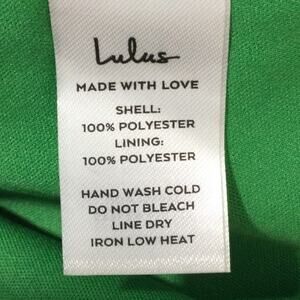 Lulus
MADE WITH LOVE
SHELL:
100% POLYESTER
LINING:
100% POLYESTER
HAND WASH COLD
DO NOT BLEACH
LINE DRY
IRON LOW HEAT